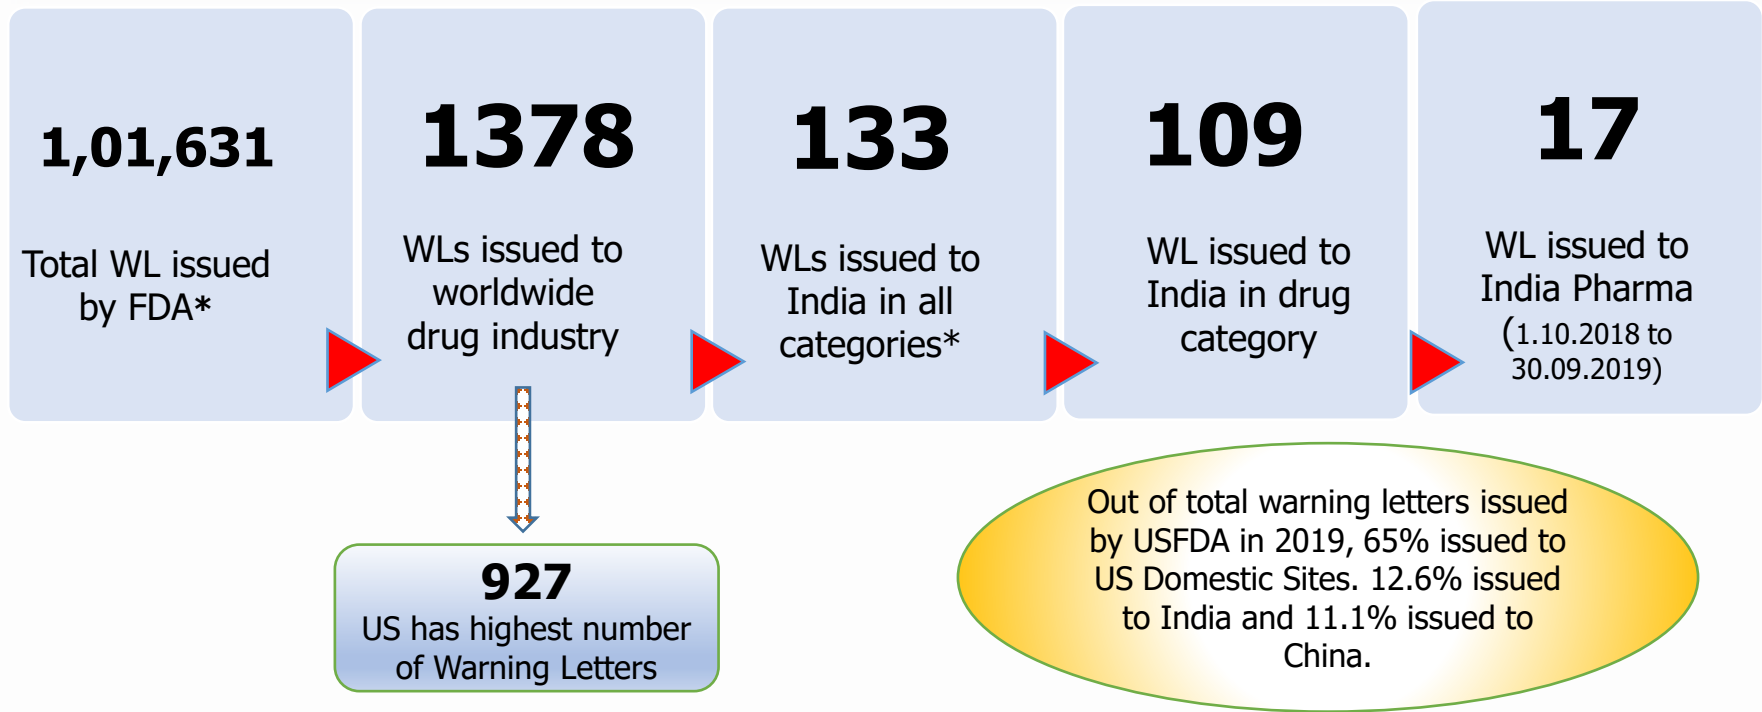 1,01,631
Total WL issued
by FDA*
1378
WLs issued to
worldwide
drug industry
133
WLs issued to
India in all
categories*
109
WL issued to
India in drug
category
17
WL issued to
India Pharma
(1.10.2018 to
30.09.2019)
927
US has highest number
of Warning Letters
Out of total warning letters issued
by USFDA in 2019, 65% issued to
US Domestic Sites. 12.6% issued
to India and 11.1% issued to
China.